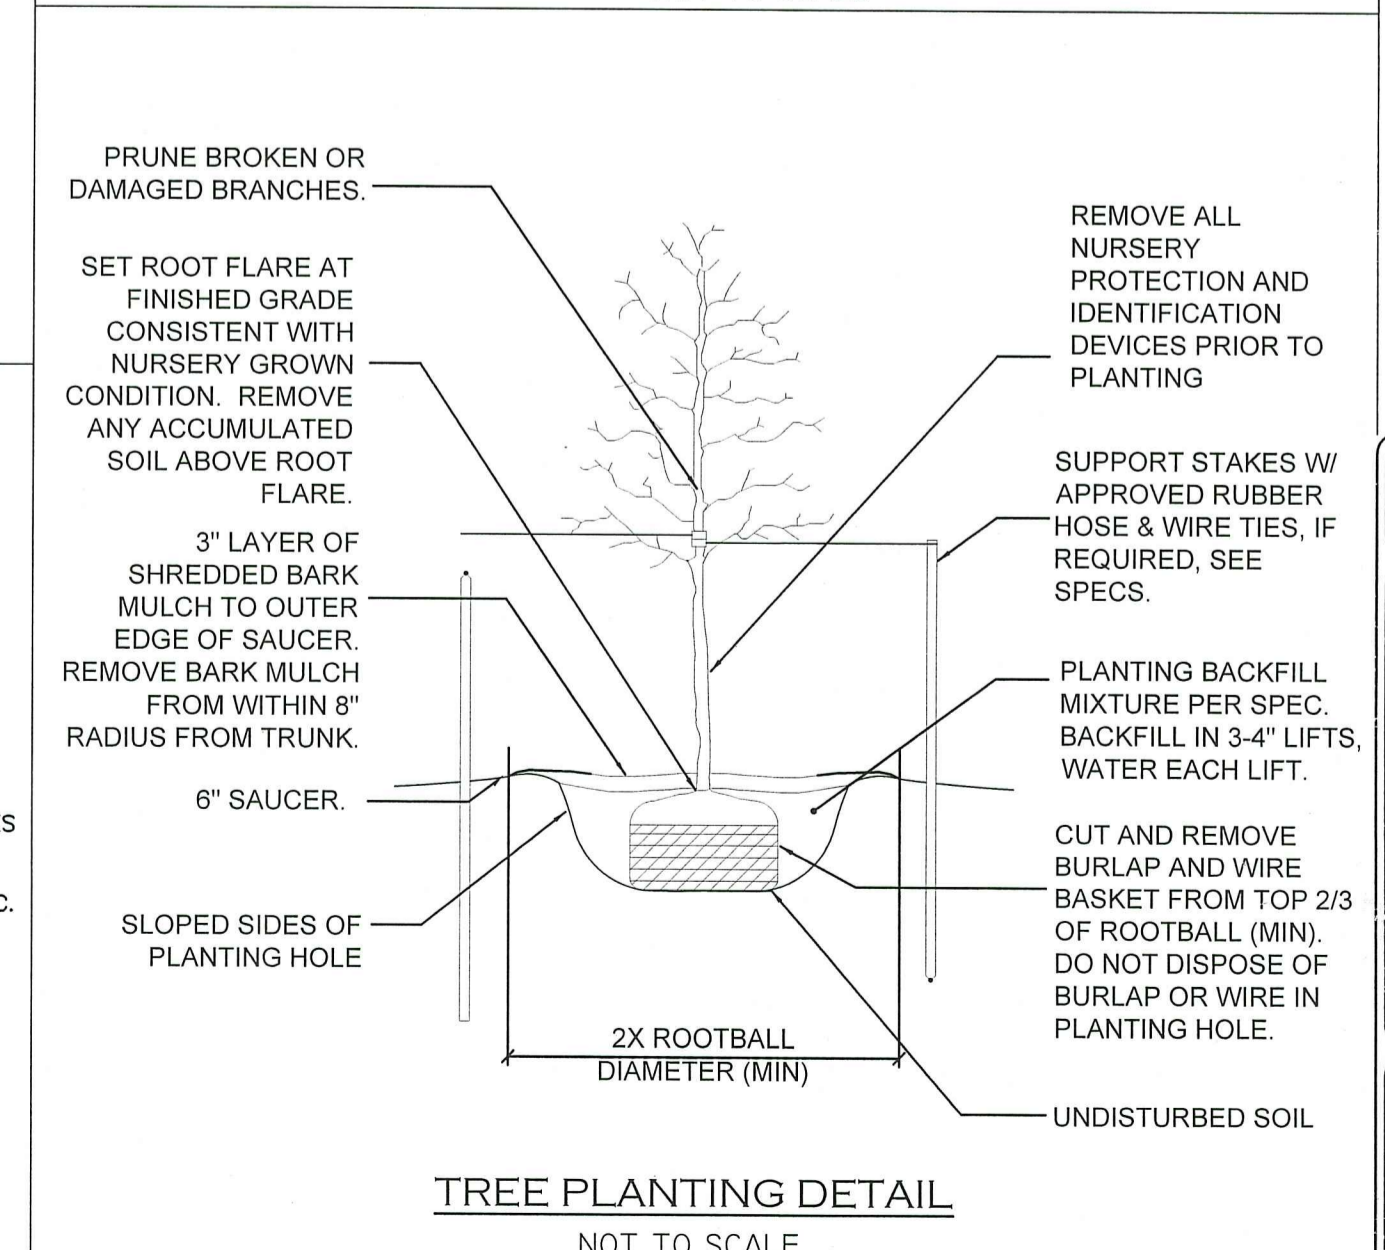 PRUNE BROKEN OR
DAMAGED BRANCHES.
SET ROOT FLARE AT
FINISHED GRADE
CONSISTENT WITH
NURSERY GROWN
CONDITION. REMOVE
ANY ACCUMULATED
SOIL ABOVE ROOT
FLARE.
3" LAYER OF
SHREDDED BARK
MULCH TO OUTER
EDGE OF SAUCER.
REMOVE BARK MULCH
FROM WITHIN 8"
RADIUS FROM TRUNK.
6" SAUCER.
SLOPED SIDES OF
PLANTING HOLE
REMOVE ALL
NURSERY
PROTECTION AND
IDENTIFICATION
DEVICES PRIOR TO
PLANTING
SUPPORT STAKES W/
APPROVED RUBBER
HOSE & WIRE TIES, IF
REQUIRED, SEE
SPECS.
PLANTING BACKFILL
MIXTURE PER SPEC.
BACKFILL IN 3-4" LIFTS,
WATER EACH LIFT.
CUT AND REMOVE
BURLAP AND WIRE
BASKET FROM TOP 2/3
OF ROOTBALL (MIN).
DO NOT DISPOSE OF
BURLAP OR WIRE IN
PLANTING HOLE.
UNDISTURBED SOIL
2X ROOTBALL
DIAMETER (MIN)
TREE PLANTING DETAIL
NOT TO SCALE